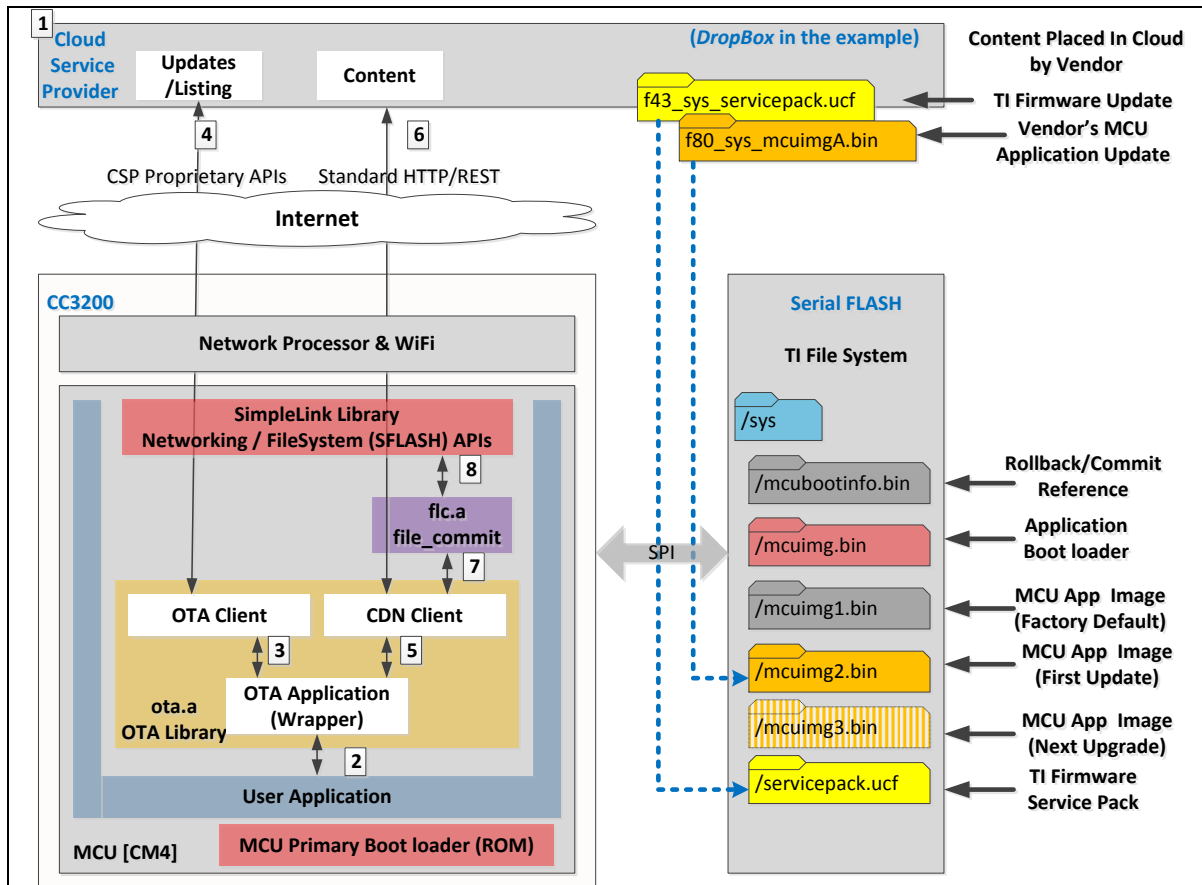 1
Cloud
Service
Provider
(DropBox in the example)
Updates
/Listing
Content
Content Placed In Cloud
by Vendor
f43_sys_servicepack.ucf
TI Firmware Update
f80_sys_mcuimgA.bin
Vendor's MCU
Application Update
4
6
CSP Proprietary APIs
Standard HTTP/REST
Internet
CC3200
Network Processor & WiFi
SimpleLink Library
Networking / FileSystem (SFLASH) APIs
8
flc.a
file_commit
7
OTA Client
CDN Client
3
5
OTA Application
(Wrapper)
ota.a
OTA Library
2
User Application
MCU Primary Boot loader (ROM)
MCU [CM4]
SPI
Serial FLASH
TI File System
/sys
/mcubootinfo.bin
Rollback/Commit
Reference
/mcuimg.bin
Application
Boot loader
/mcuimg1.bin
MCU App Image
(Factory Default)
/mcuimg2.bin
MCU App Image
(First Update)
/mcuimg3.bin
MCU App Image
(Next Upgrade)
/servicepack.ucf
TI Firmware
Service Pack